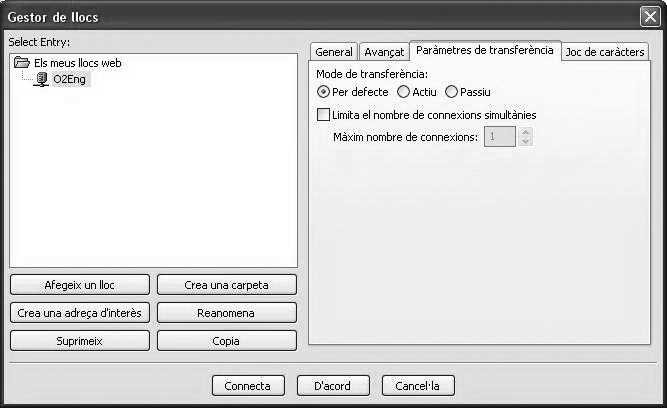 Gestor de llocs
Select Entry:
Els meus llocs web
O2Eng
Afegeix un lloc
Crea una carpeta
Crea una adreça d'interès
Reanomena
Suprimeix
Copia
General
Avançat
Paràmetres de transferència
Joc de caràcters
Mode de transferència:
Per defecte
Actiu
Passiu
Limita el nombre de connexions simultànies
Màxim nombre de connexions:
1
Connecta
D'acord
Cancel·la